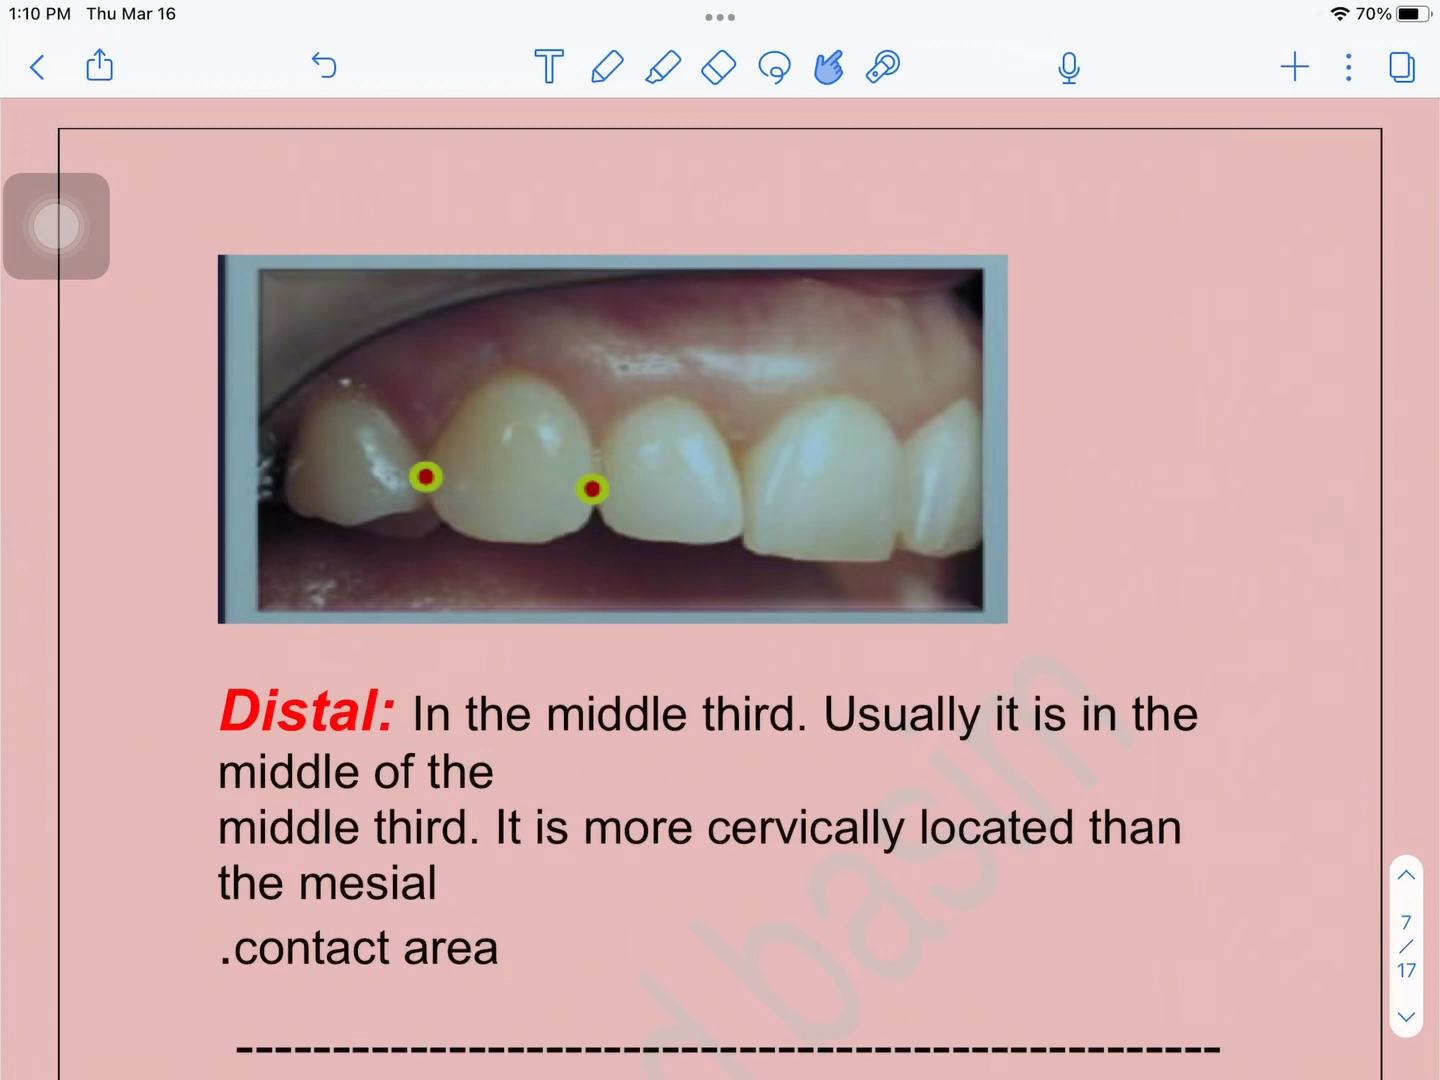 1:10 PM Thu Mar 16
70%
Distal: In the middle third. Usually it is in the
middle of the
middle third. It is more cervically located than
the mesial
.contact area
--------------------------------------------------
d basim
7
/
17